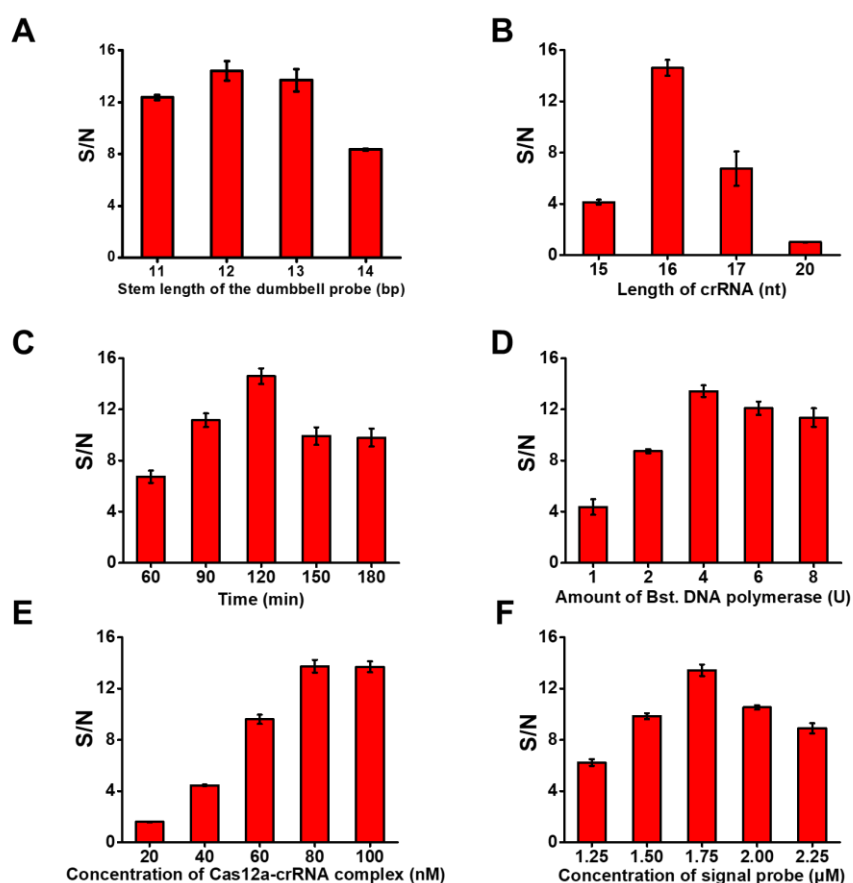 A
S/N
16
12
8
4
0
11 12 13 14
Stem length of the dumbbell probe (bp)
B
S/N
16
12
8
4
0
15 16 17 20
Length of crRNA (nt)
C
S/N
16
12
8
4
0
60 90 120 150 180
Time (min)
D
S/N
16
12
8
4
0
1 2 4 6 8
Amount of Bst. DNA polymerase (U)
E
S/N
16
12
8
4
0
20 40 60 80 100
Concentration of Cas12a-crRNA complex (nM)
F
S/N
16
12
8
4
0
1.25 1.50 1.75 2.00 2.25
Concentration of signal probe (μM)